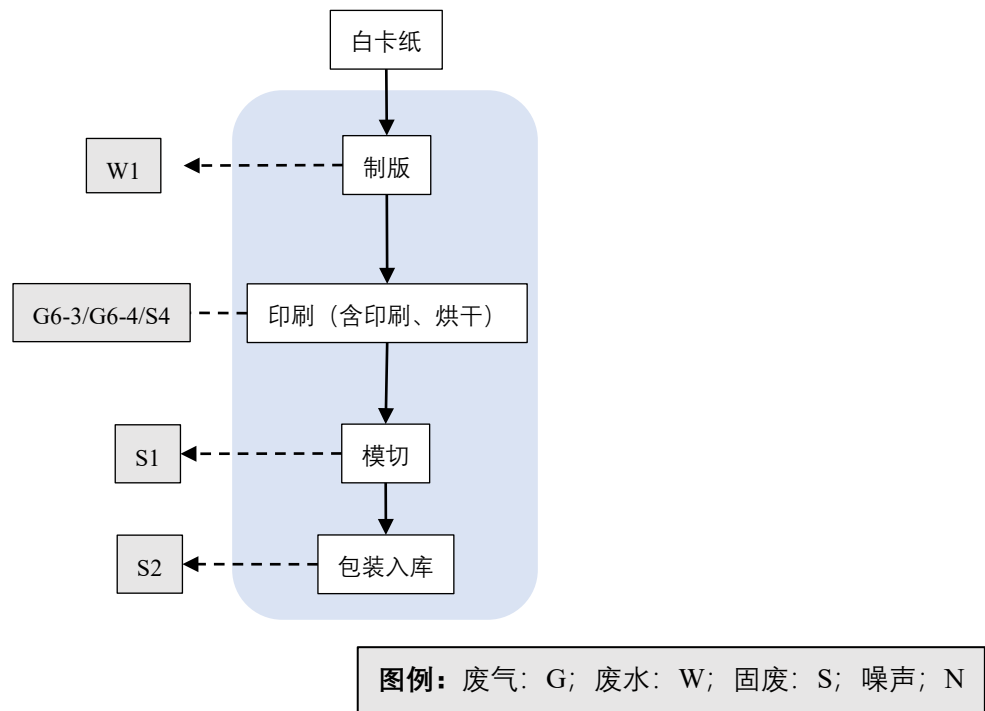 白卡纸
W1
制版
G6-3/G6-4/S4
印刷（含印刷、烘干）
S1
模切
S2
包装入库
图例：废气：G；废水：W；固废：S；噪声；N